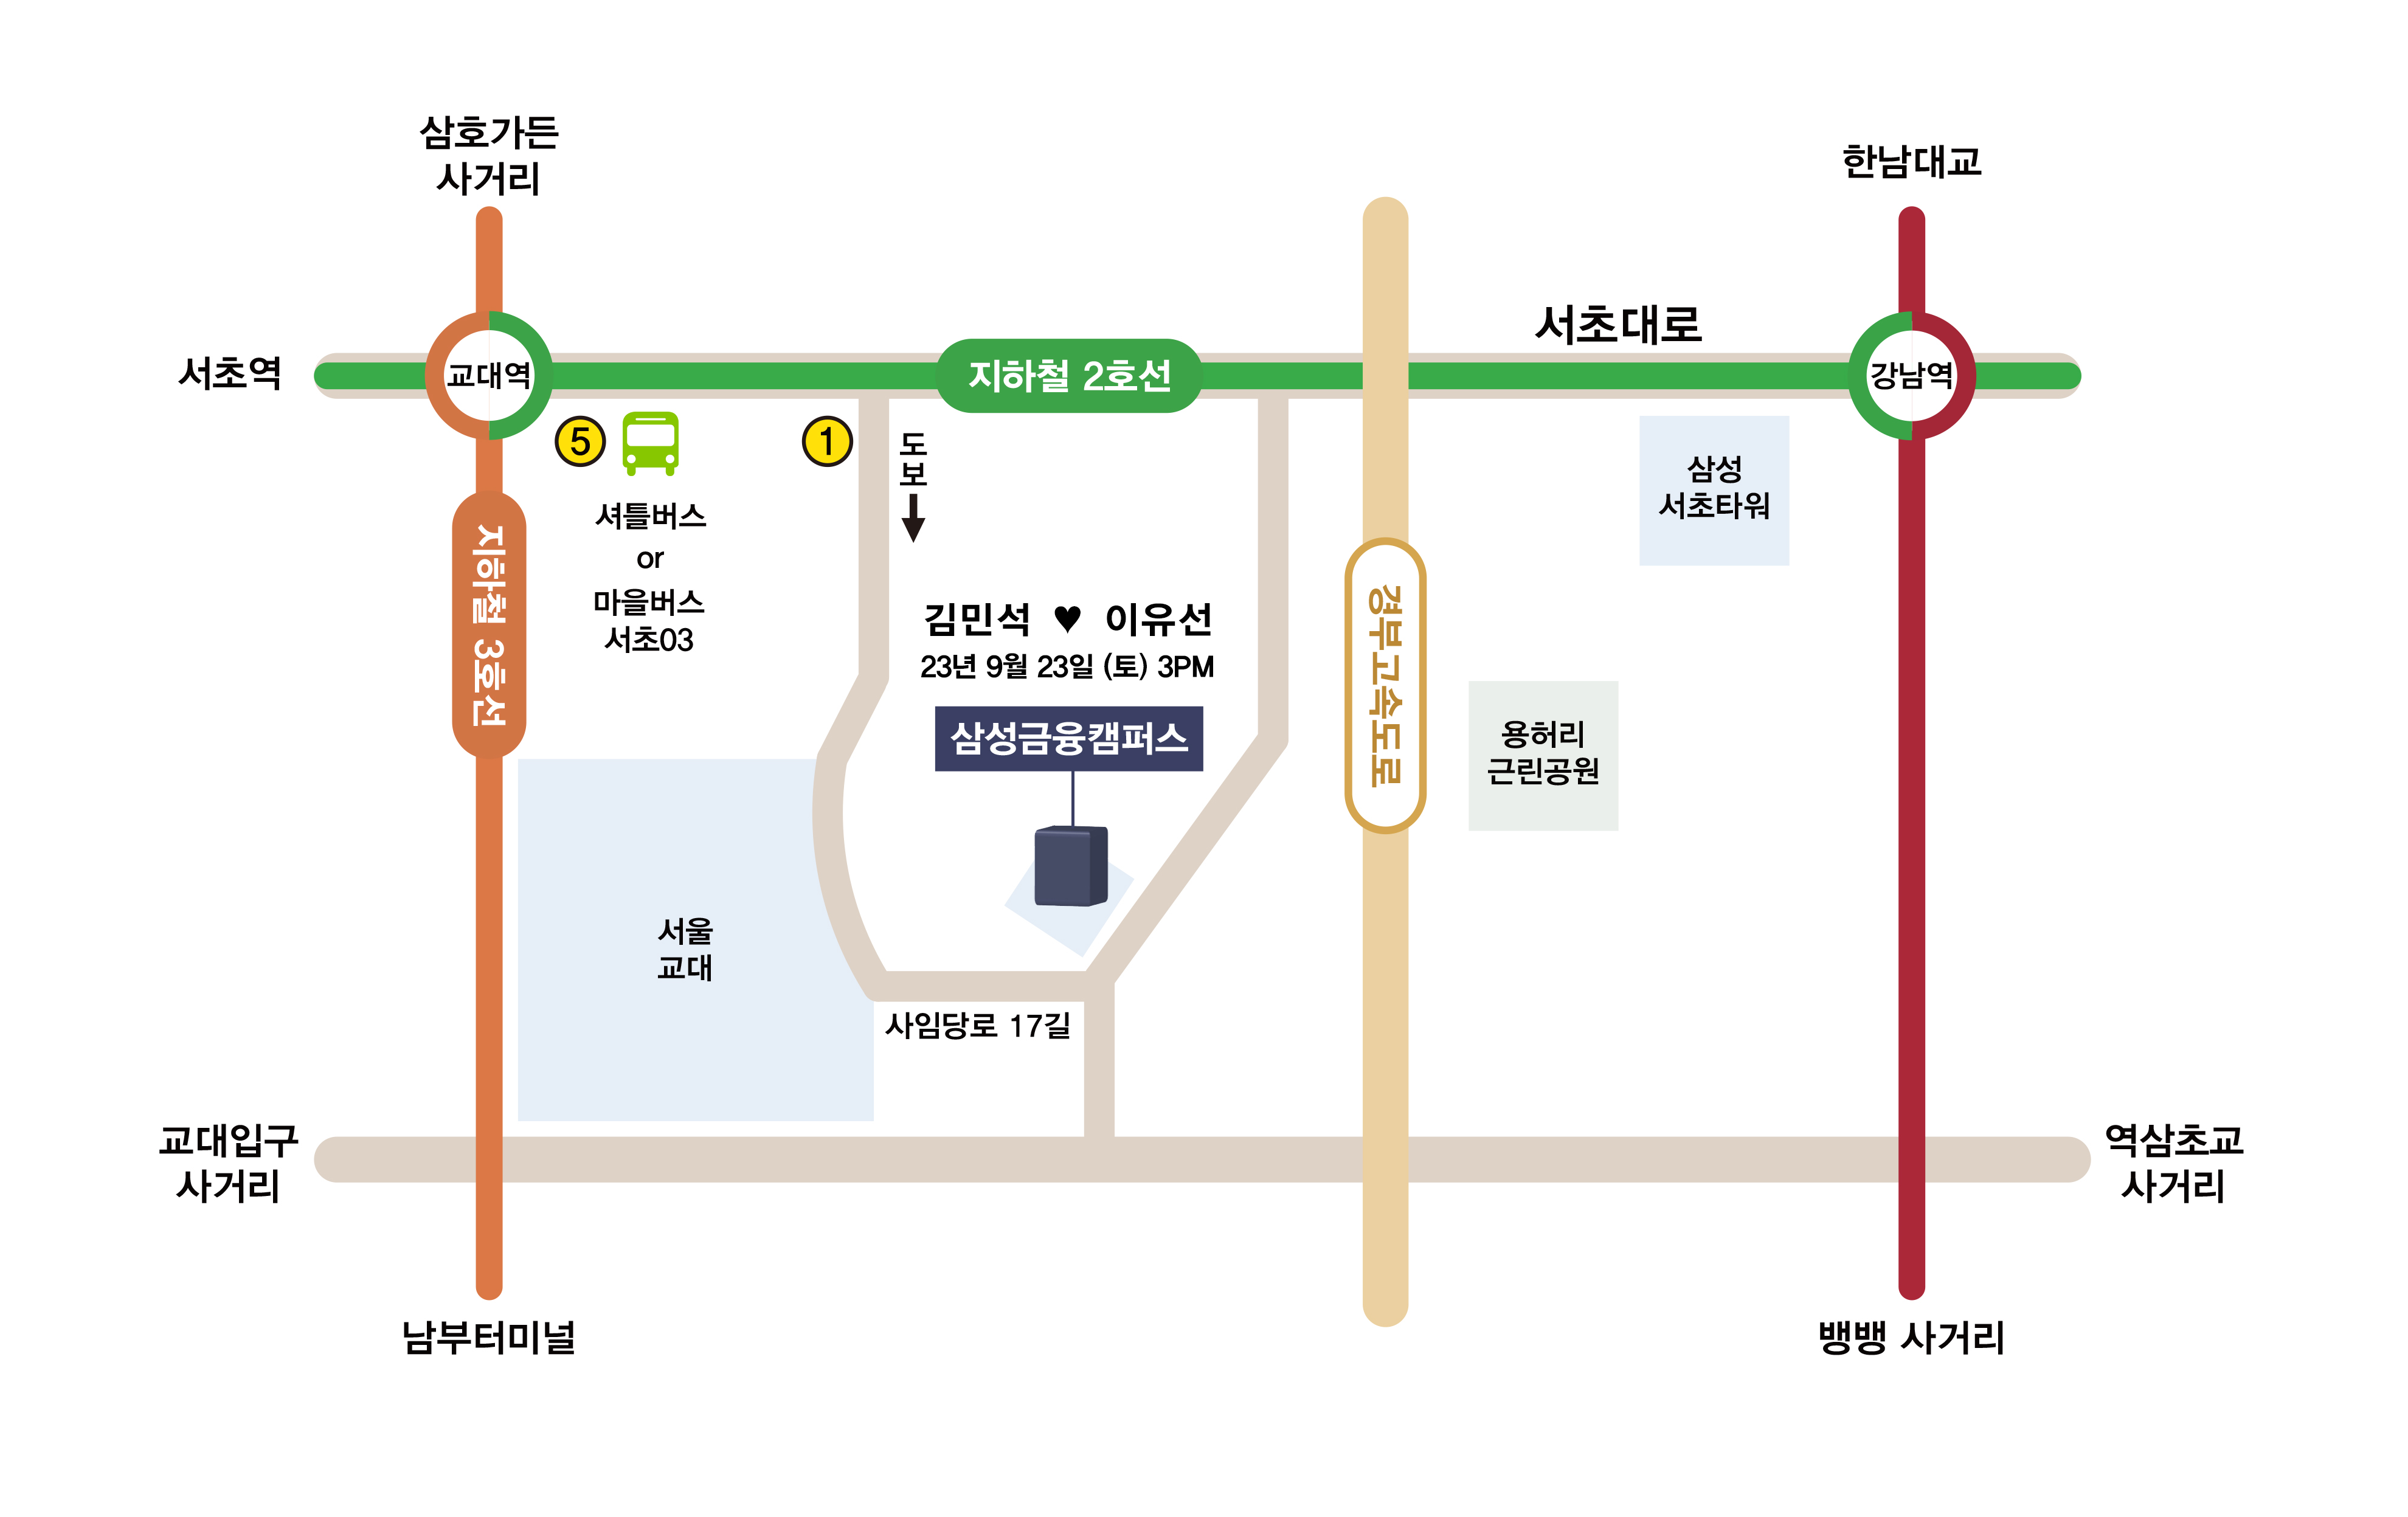 삼호가든
사거리
한남대교
서초대로
서초역
교대역
지하철 2호선
강남역
5
1
도
보
삼성
서초타워
셔틀버스
or
마을버스
서초03
지하철 3호선
경부고속도로
김민석 ♥ 이유선
23년 9월 23일 (토) 3PM
삼성금융캠퍼스
용허리
근린공원
서울
교대
사임당로 17길
교대입구
사거리
역삼초교
사거리
남부터미널
뱅뱅 사거리